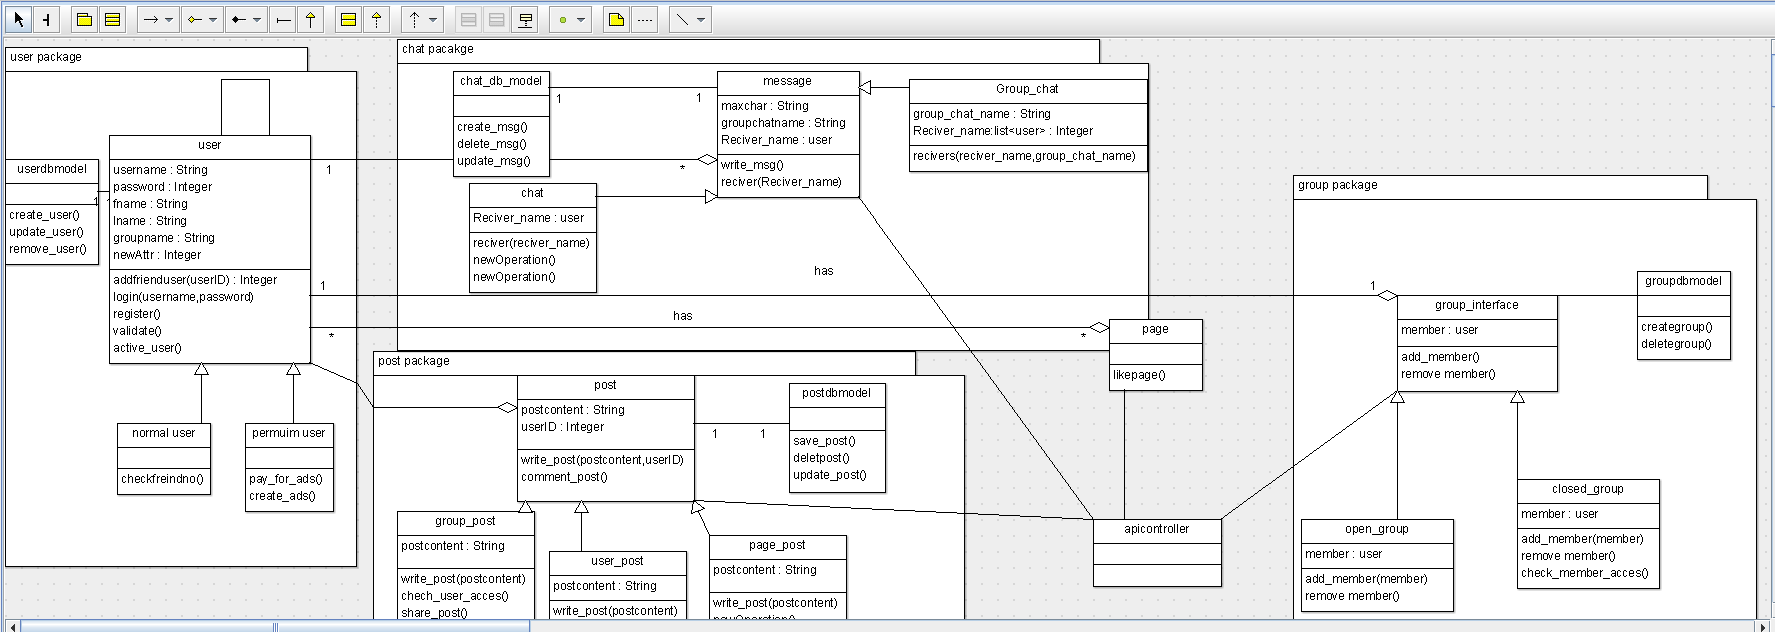 user package
user
username : String
password : Integer
fname : String
lname : String
groupname : String
newAttr : Integer
addfrienduser(userID) : Integer
login(username,password)
register()
validate()
active_user()
userdbmodel
create_user()
update_user()
remove_user()
1
normal user
checkfreindno()
permuim user
pay_for_ads()
create_ads()
chat pacakge
chat_db_model
create_msg()
delete_msg()
update_msg()
1
1
message
maxchar : String
groupchatname : String
Reciver_name : user
write_msg()
reciver(Reciver_name)
Group_chat
group_chat_name : String
Reciver_name:list<user> : Integer
recivers(reciver_name,group_chat_name)
1
*
chat
Reciver_name : user
reciver(reciver_name)
newOperation()
newOperation()
has
1
1
has
*
*
page
likepage()
post package
post
postcontent : String
userID : Integer
write_post(postcontent,userID)
comment_post()
1
1
postdbmodel
save_post()
deletpost()
update_post()
group_post
postcontent : String
write_post(postcontent)
chech_user_acces()
share_post()
user_post
postcontent : String
write_post(postcontent)
page_post
postcontent : String
write_post(postcontent)
newOperation()
apicontroller
group package
group_interface
member : user
add_member()
remove member()
groupdbmodel
creategroup()
deletegroup()
open_group
member : user
add_member(member)
remove member()
closed_group
member : user
add_member(member)
remove member()
check_member_acces()